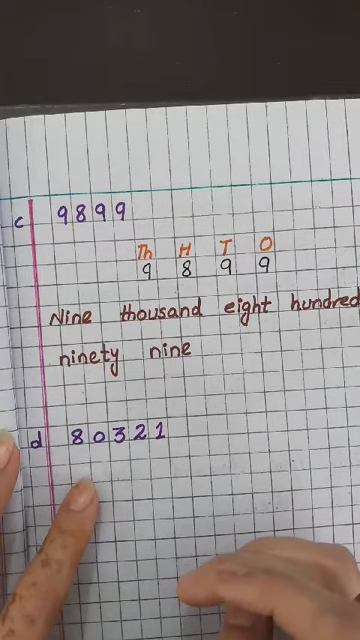 c 9899
Th H T O
9 8 9 9
Nine thousand eight hundred
ninety nine
d 80321